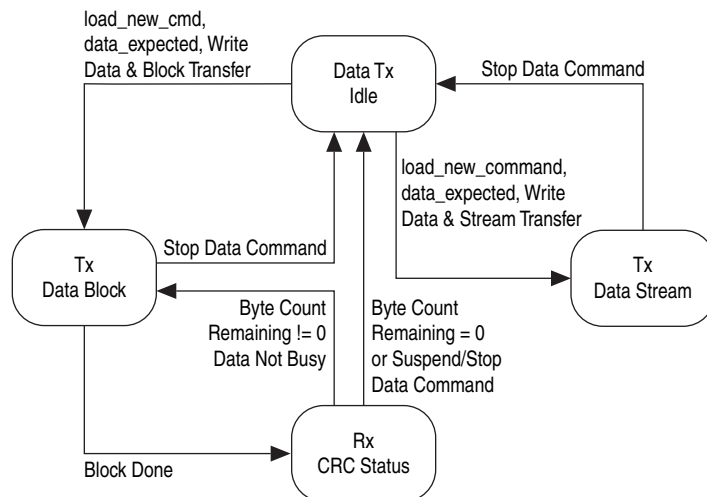 load_new_cmd,
data_expected, Write
Data & Block Transfer
Data Tx
Idle
Stop Data Command
load_new_command,
data_expected, Write
Data & Stream Transfer
Tx
Data Block
Stop Data Command
Tx
Data Stream
Byte Count
Remaining != 0
Data Not Busy
Byte Count
Remaining = 0
or Suspend/Stop
Data Command
Block Done
Rx
CRC Status